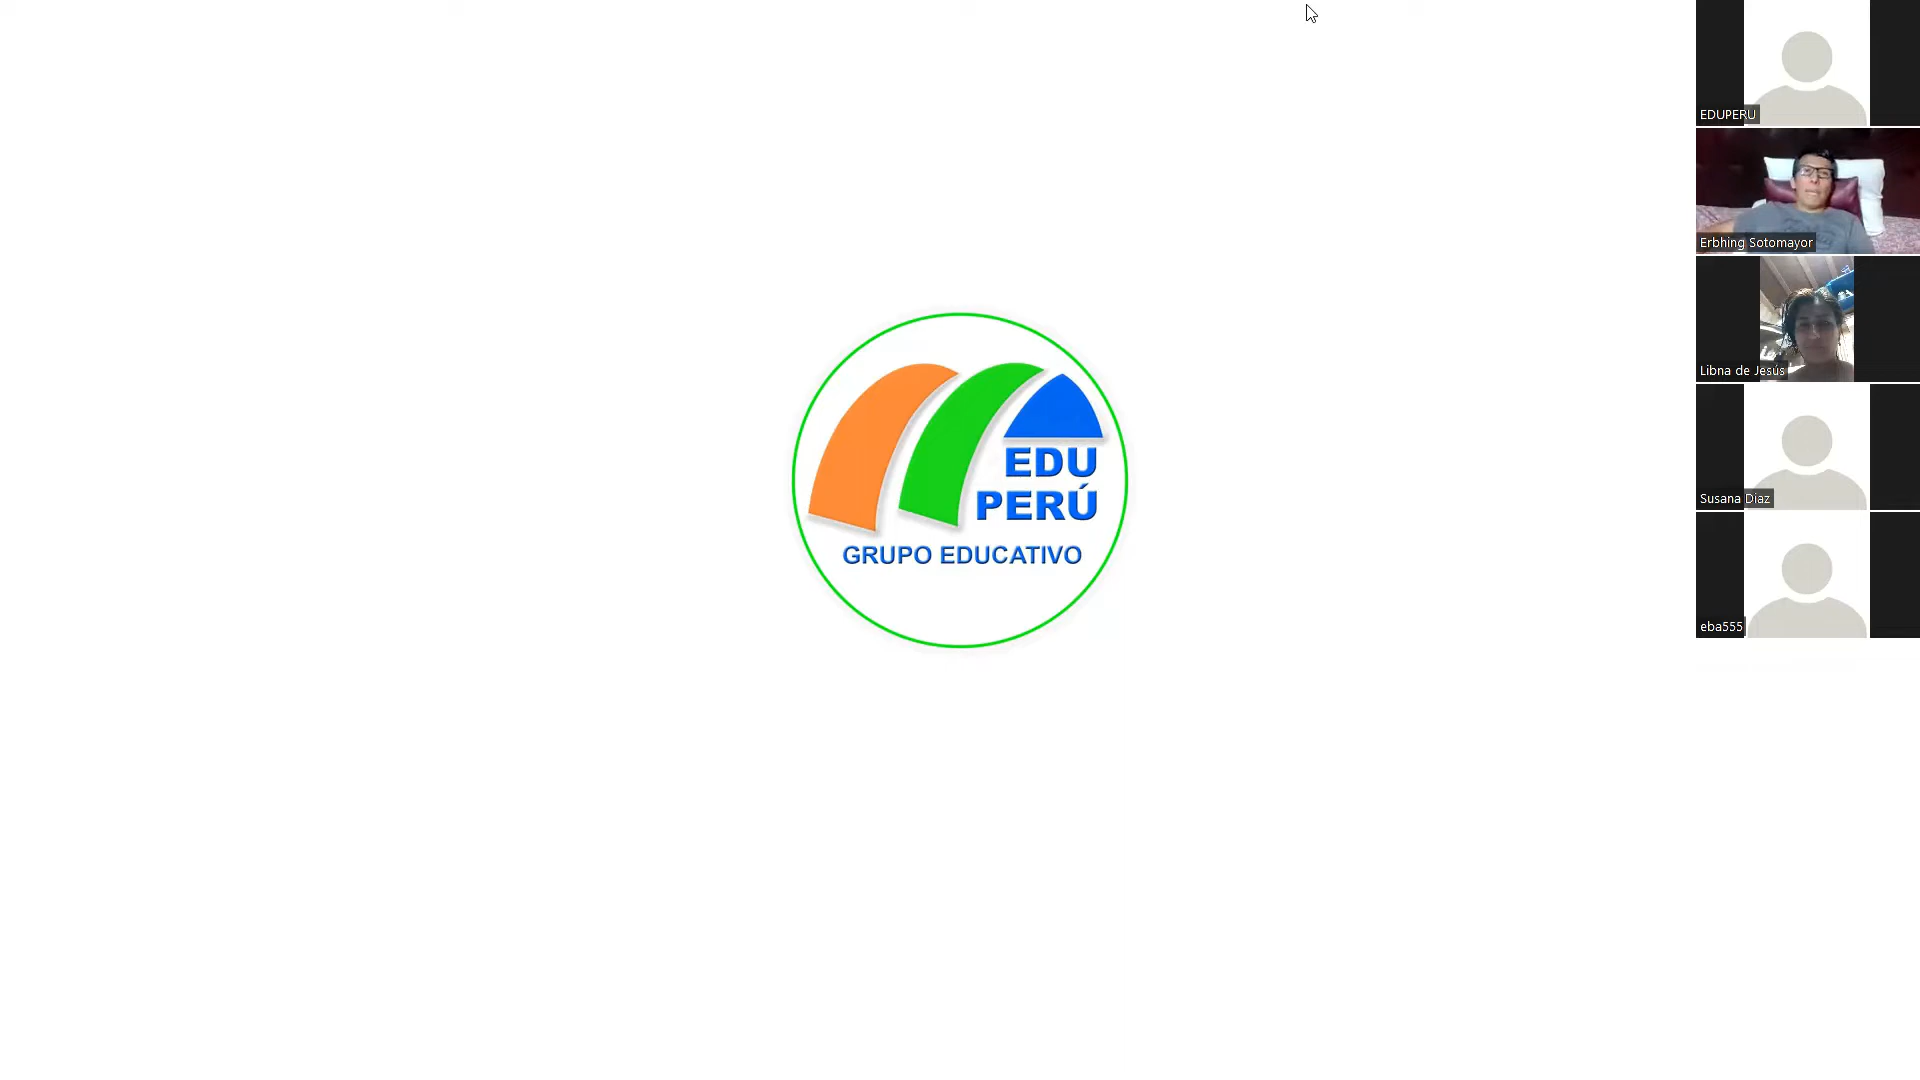 EDU
PERÚ
GRUPO EDUCATIVO
EDUPERU
Erbhing Sotomayor
Libna de Jesús
Susana Diaz
eba555